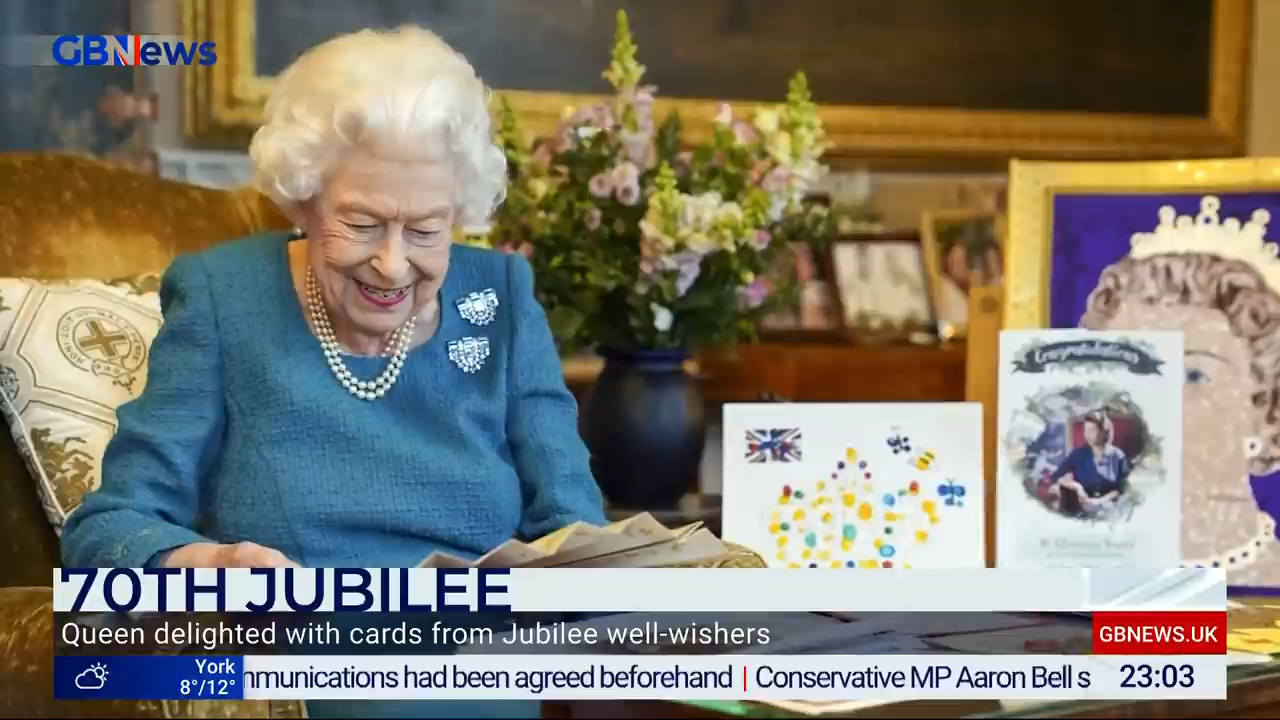 GBNews
Congratulations
70TH JUBILEE
Queen delighted with cards from Jubilee well-wishers
GBNEWS.UK
York
8°/12°
mmunications had been agreed beforehand | Conservative MP Aaron Bell s
23:03